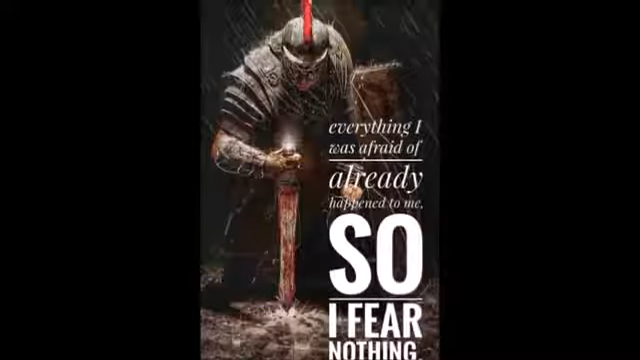 everything I
was afraid of
already
happened to me,
SO
I FEAR
NOTHING